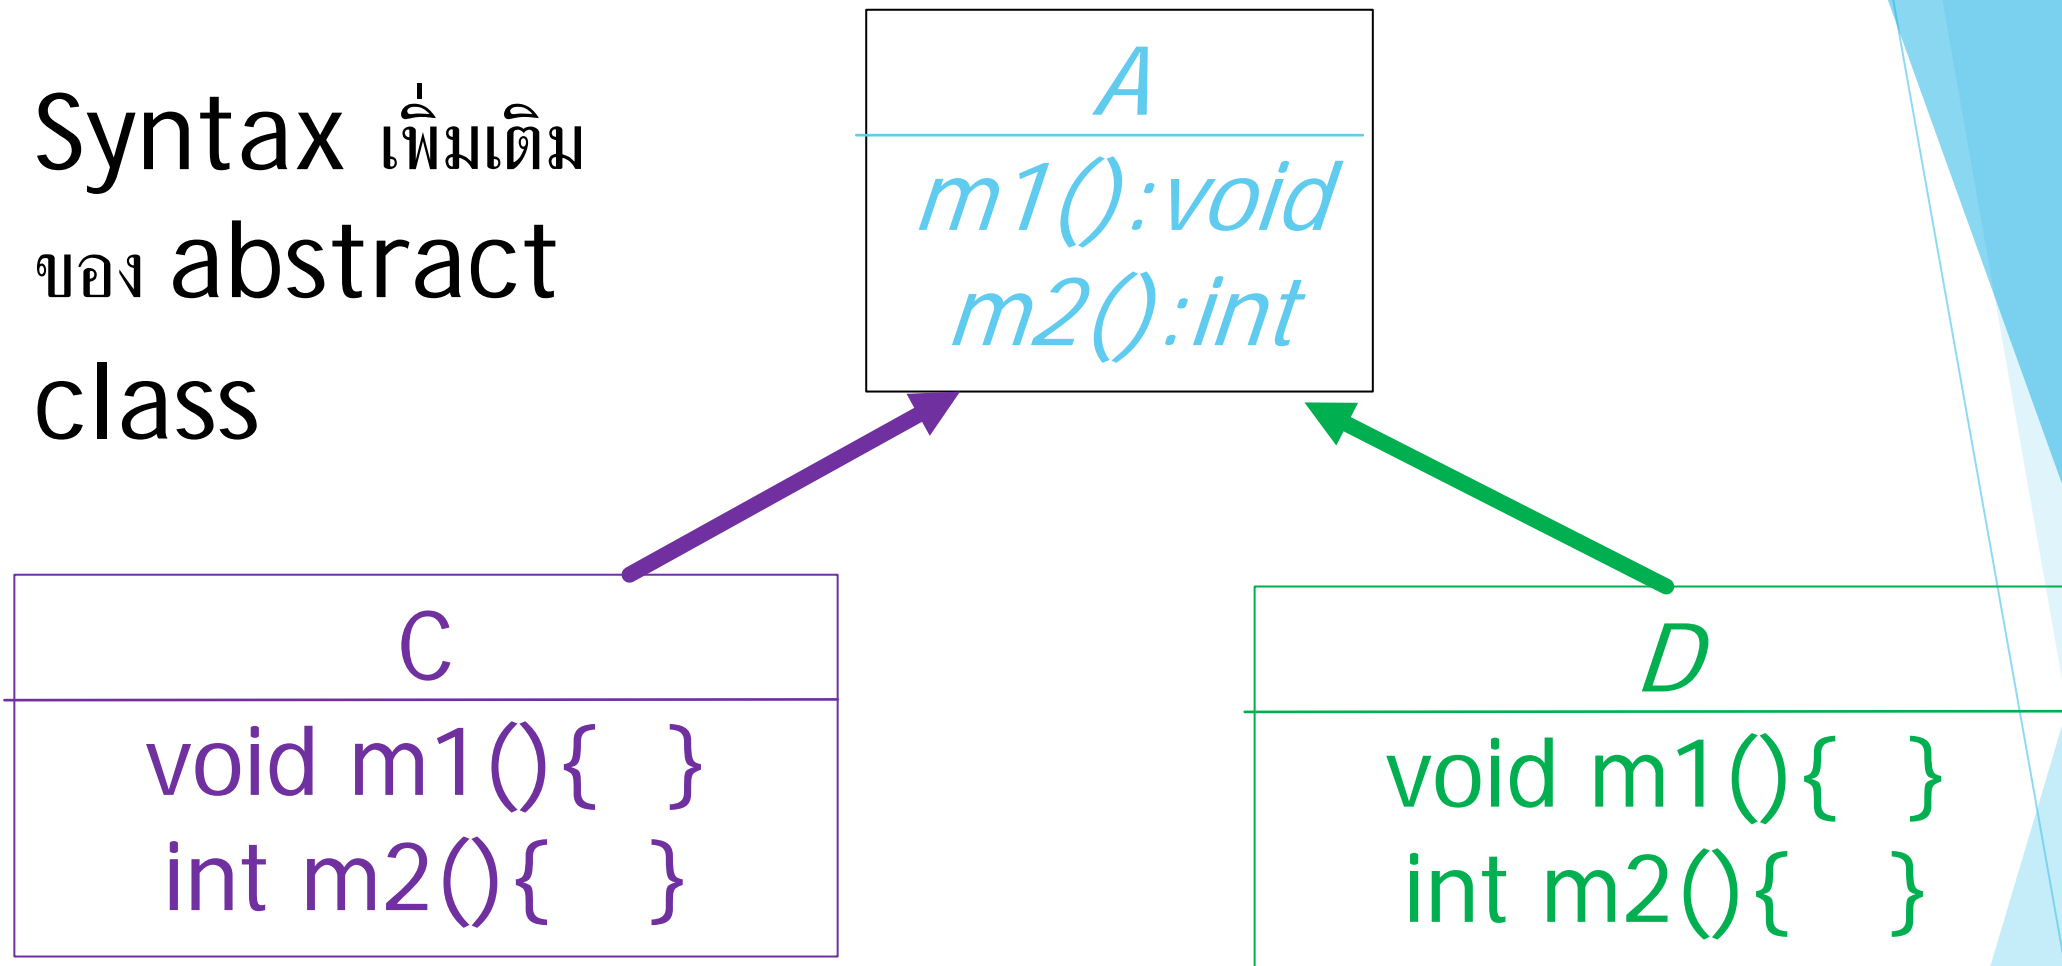 Syntax เพิ่มเติม
ของ abstract
class
A
m1():void
m2():int
C
void m1(){ }
int m2(){ }
D
void m1(){ }
int m2(){ }